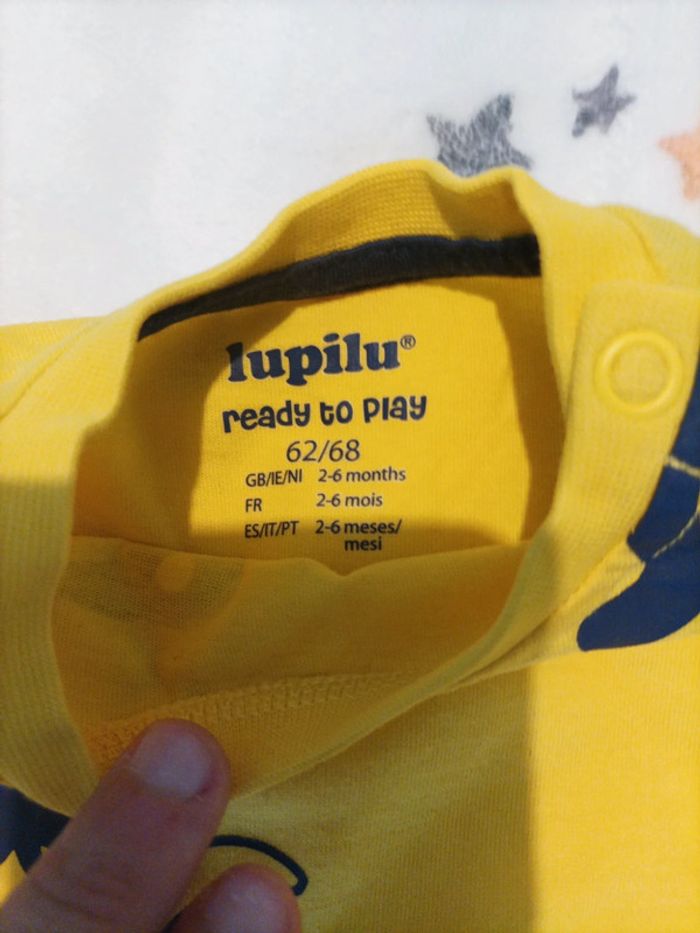 lupilu®
ready to play
62/68
GB/IE/NI 2-6 months
FR 2-6 mois
ES/IT/PT 2-6 meses/
mesi